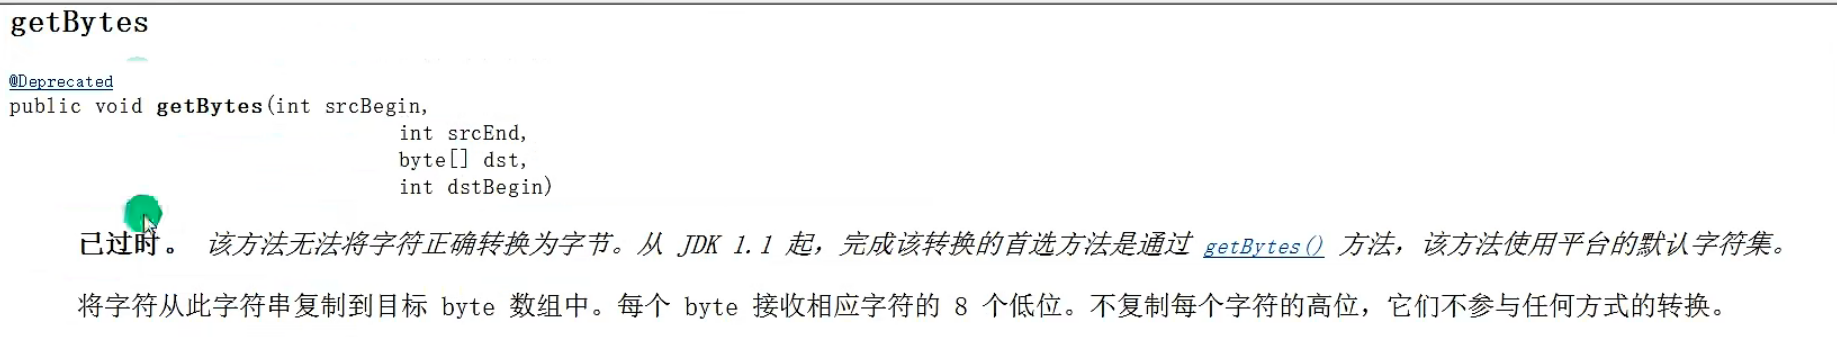 getBytes
@Deprecated
public void getBytes(int srcBegin,
int srcEnd,
byte[] dst,
int dstBegin)
已过时。 该方法无法将字符正确转换为字节。从 JDK 1.1 起，完成该转换的首选方法是通过 getBytes() 方法，该方法使用平台的默认字符集。
将字符从此字符串复制到目标 byte 数组中。每个 byte 接收相应字符的 8 个低位。不复制每个字符的高位，它们不参与任何方式的转换。